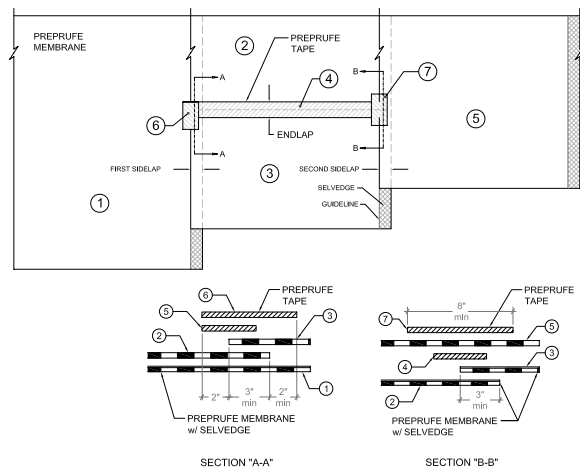 PREPRUFE
MEMBRANE
2
PREPRUFE
TAPE
A
B
4
7
6
5
ENDLAP
A
B
FIRST SIDELAP
3
SECOND SIDELAP
SELVEDGE
1
GUIDELINE
6
PREPRUFE
TAPE
5
3
2
1
2"
3"
min
2"
min
PREPRUFE MEMBRANE
w/ SELVEDGE
SECTION "A-A"
8"
min
PREPRUFE
TAPE
7
5
4
3
2
3"
min
PREPRUFE MEMBRANE
w/ SELVEDGE
SECTION "B-B"